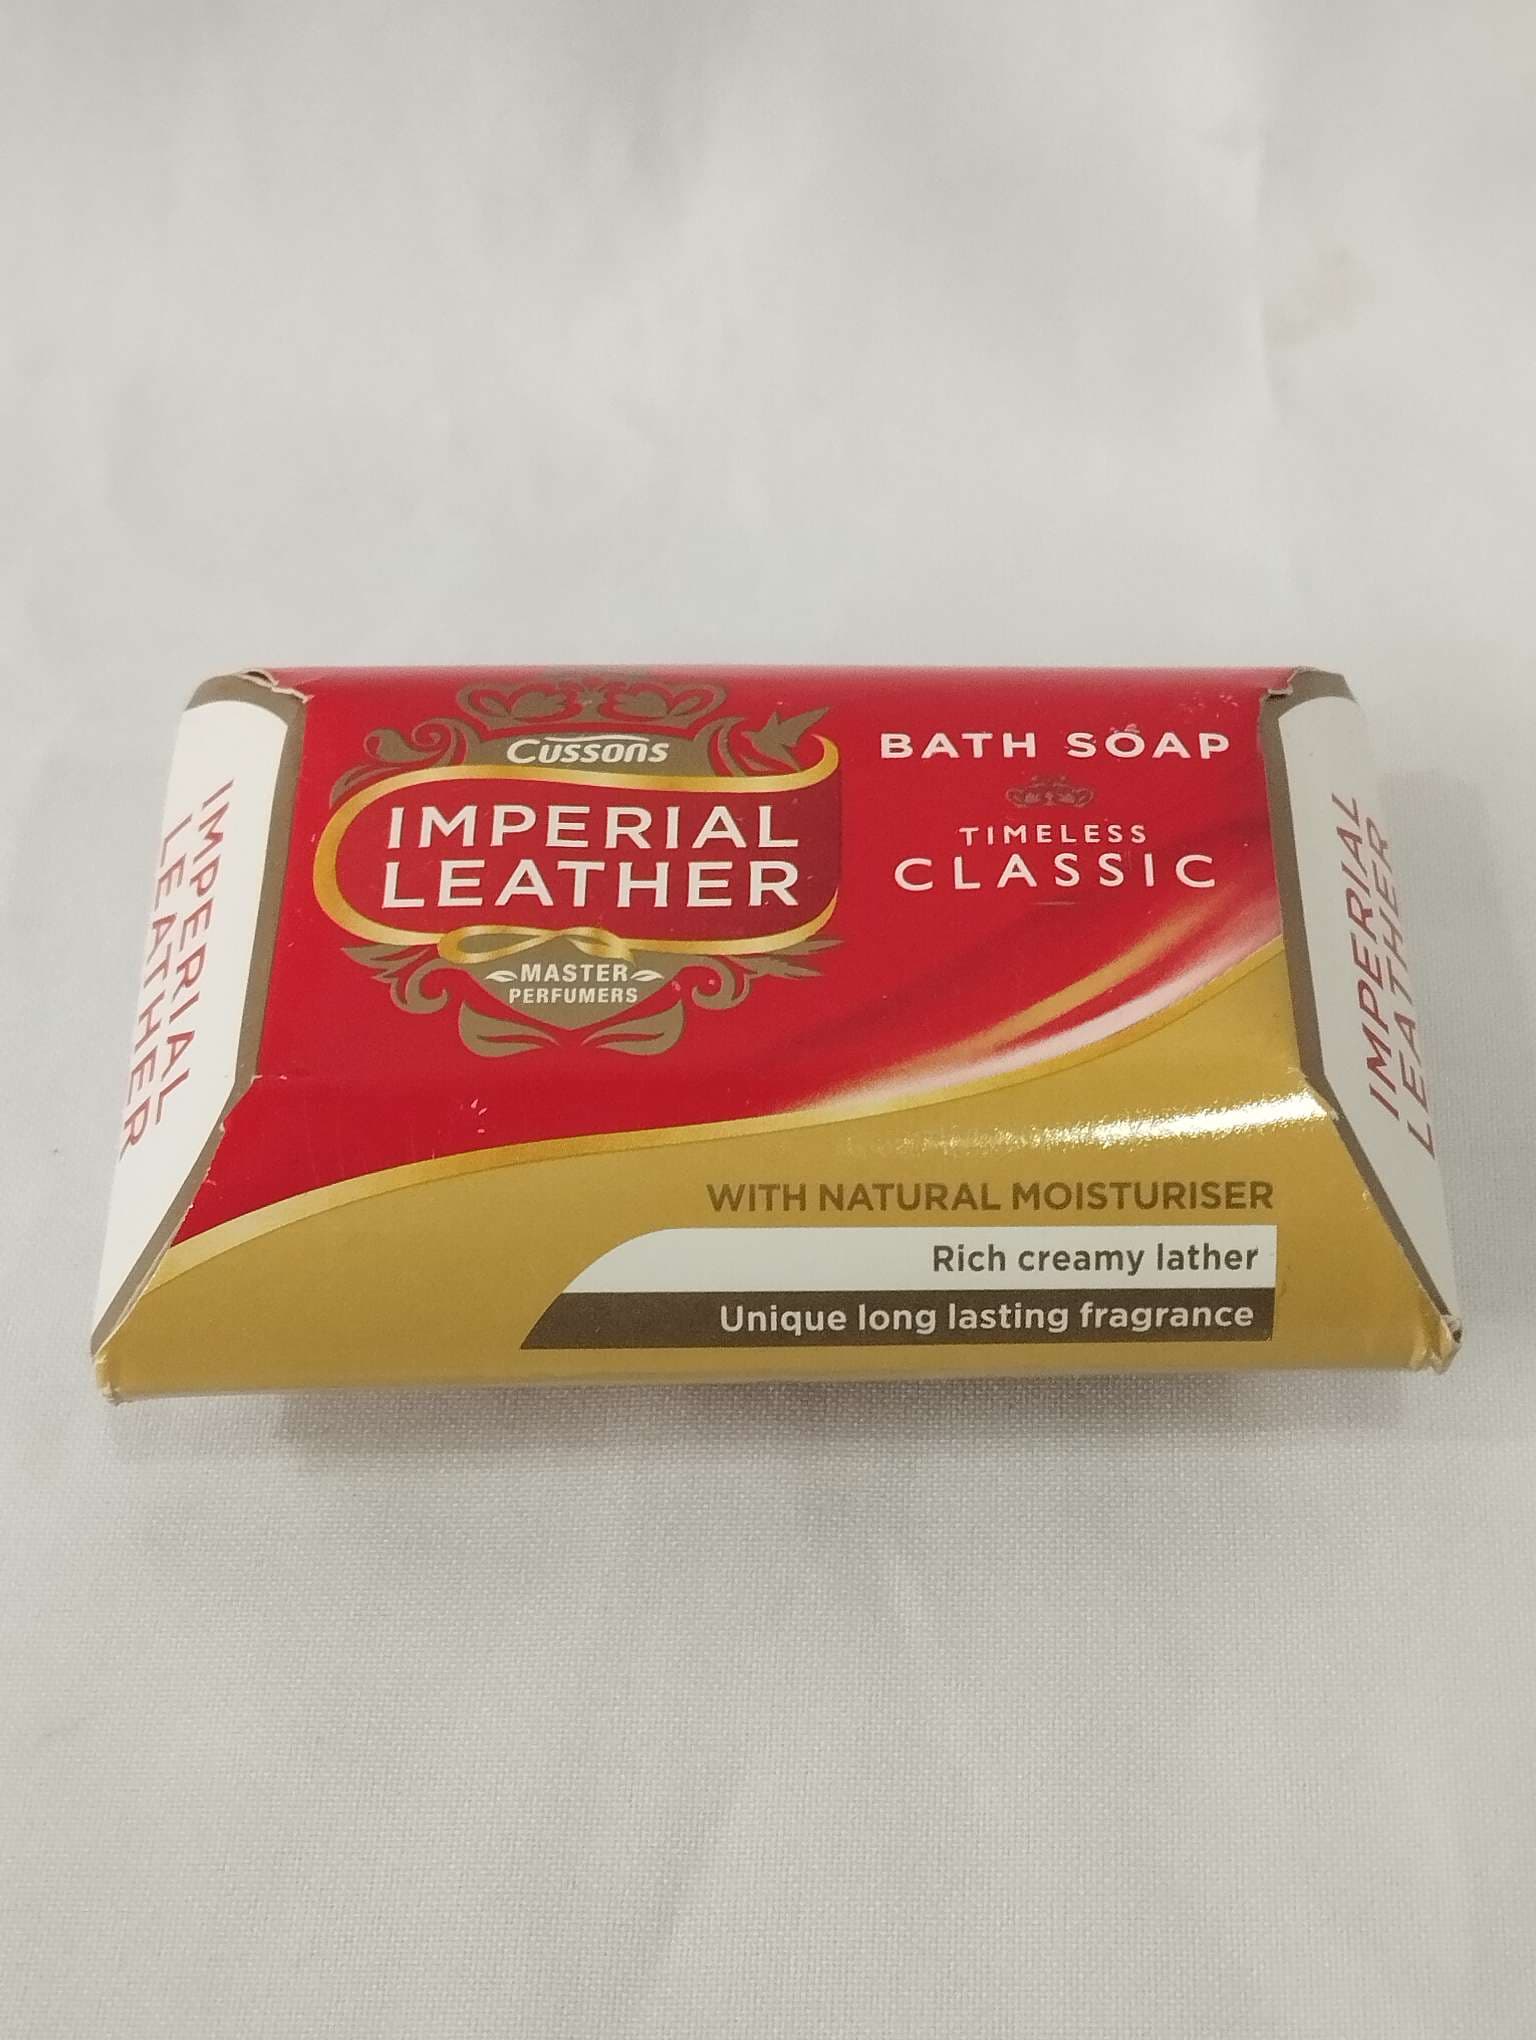 Cussons
IMPERIAL
LEATHER
MASTER
PERFUMERS
BATH SOAP
TIMELESS
CLASSIC
WITH NATURAL MOISTURISER
Rich creamy lather
Unique long lasting fragrance
IMPERIAL
LEATHER
IMPERIAL
LEATHER